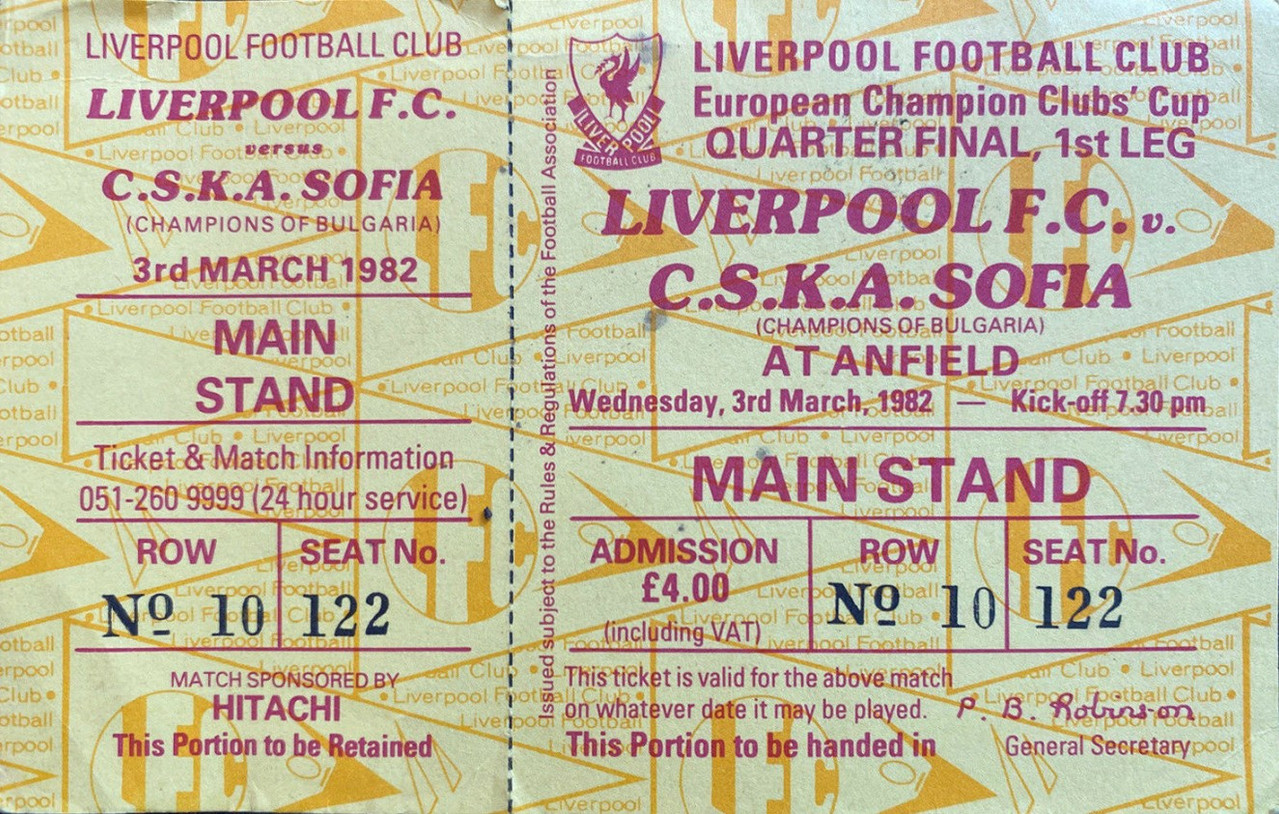 LIVERPOOL FOOTBALL CLUB
LIVERPOOL F.C.
versus
C.S.K.A. SOFIA
(CHAMPIONS OF BULGARIA)
3rd MARCH 1982
MAIN
STAND
Ticket & Match Information
051-260 9999 (24 hour service)
ROW SEAT No.
Nº 10 122
MATCH SPONSORED BY
HITACHI
This Portion to be Retained
Issued subject to the Rules & Regulations of the Football Association
LIVERPOOL
FOOTBALL CLUB
LIVERPOOL FOOTBALL CLUB
European Champion Clubs' Cup
QUARTER FINAL, 1st LEG
LIVERPOOL F.C. v.
C.S.K.A. SOFIA
(CHAMPIONS OF BULGARIA)
AT ANFIELD
Wednesday, 3rd March, 1982 — Kick-off 7.30 pm
MAIN STAND
ADMISSION ROW SEAT No.
£4.00
Nº 10 122
(including VAT)
This ticket is valid for the above match
on whatever date it may be played. P. B. Robinson
This Portion to be handed in General Secretary